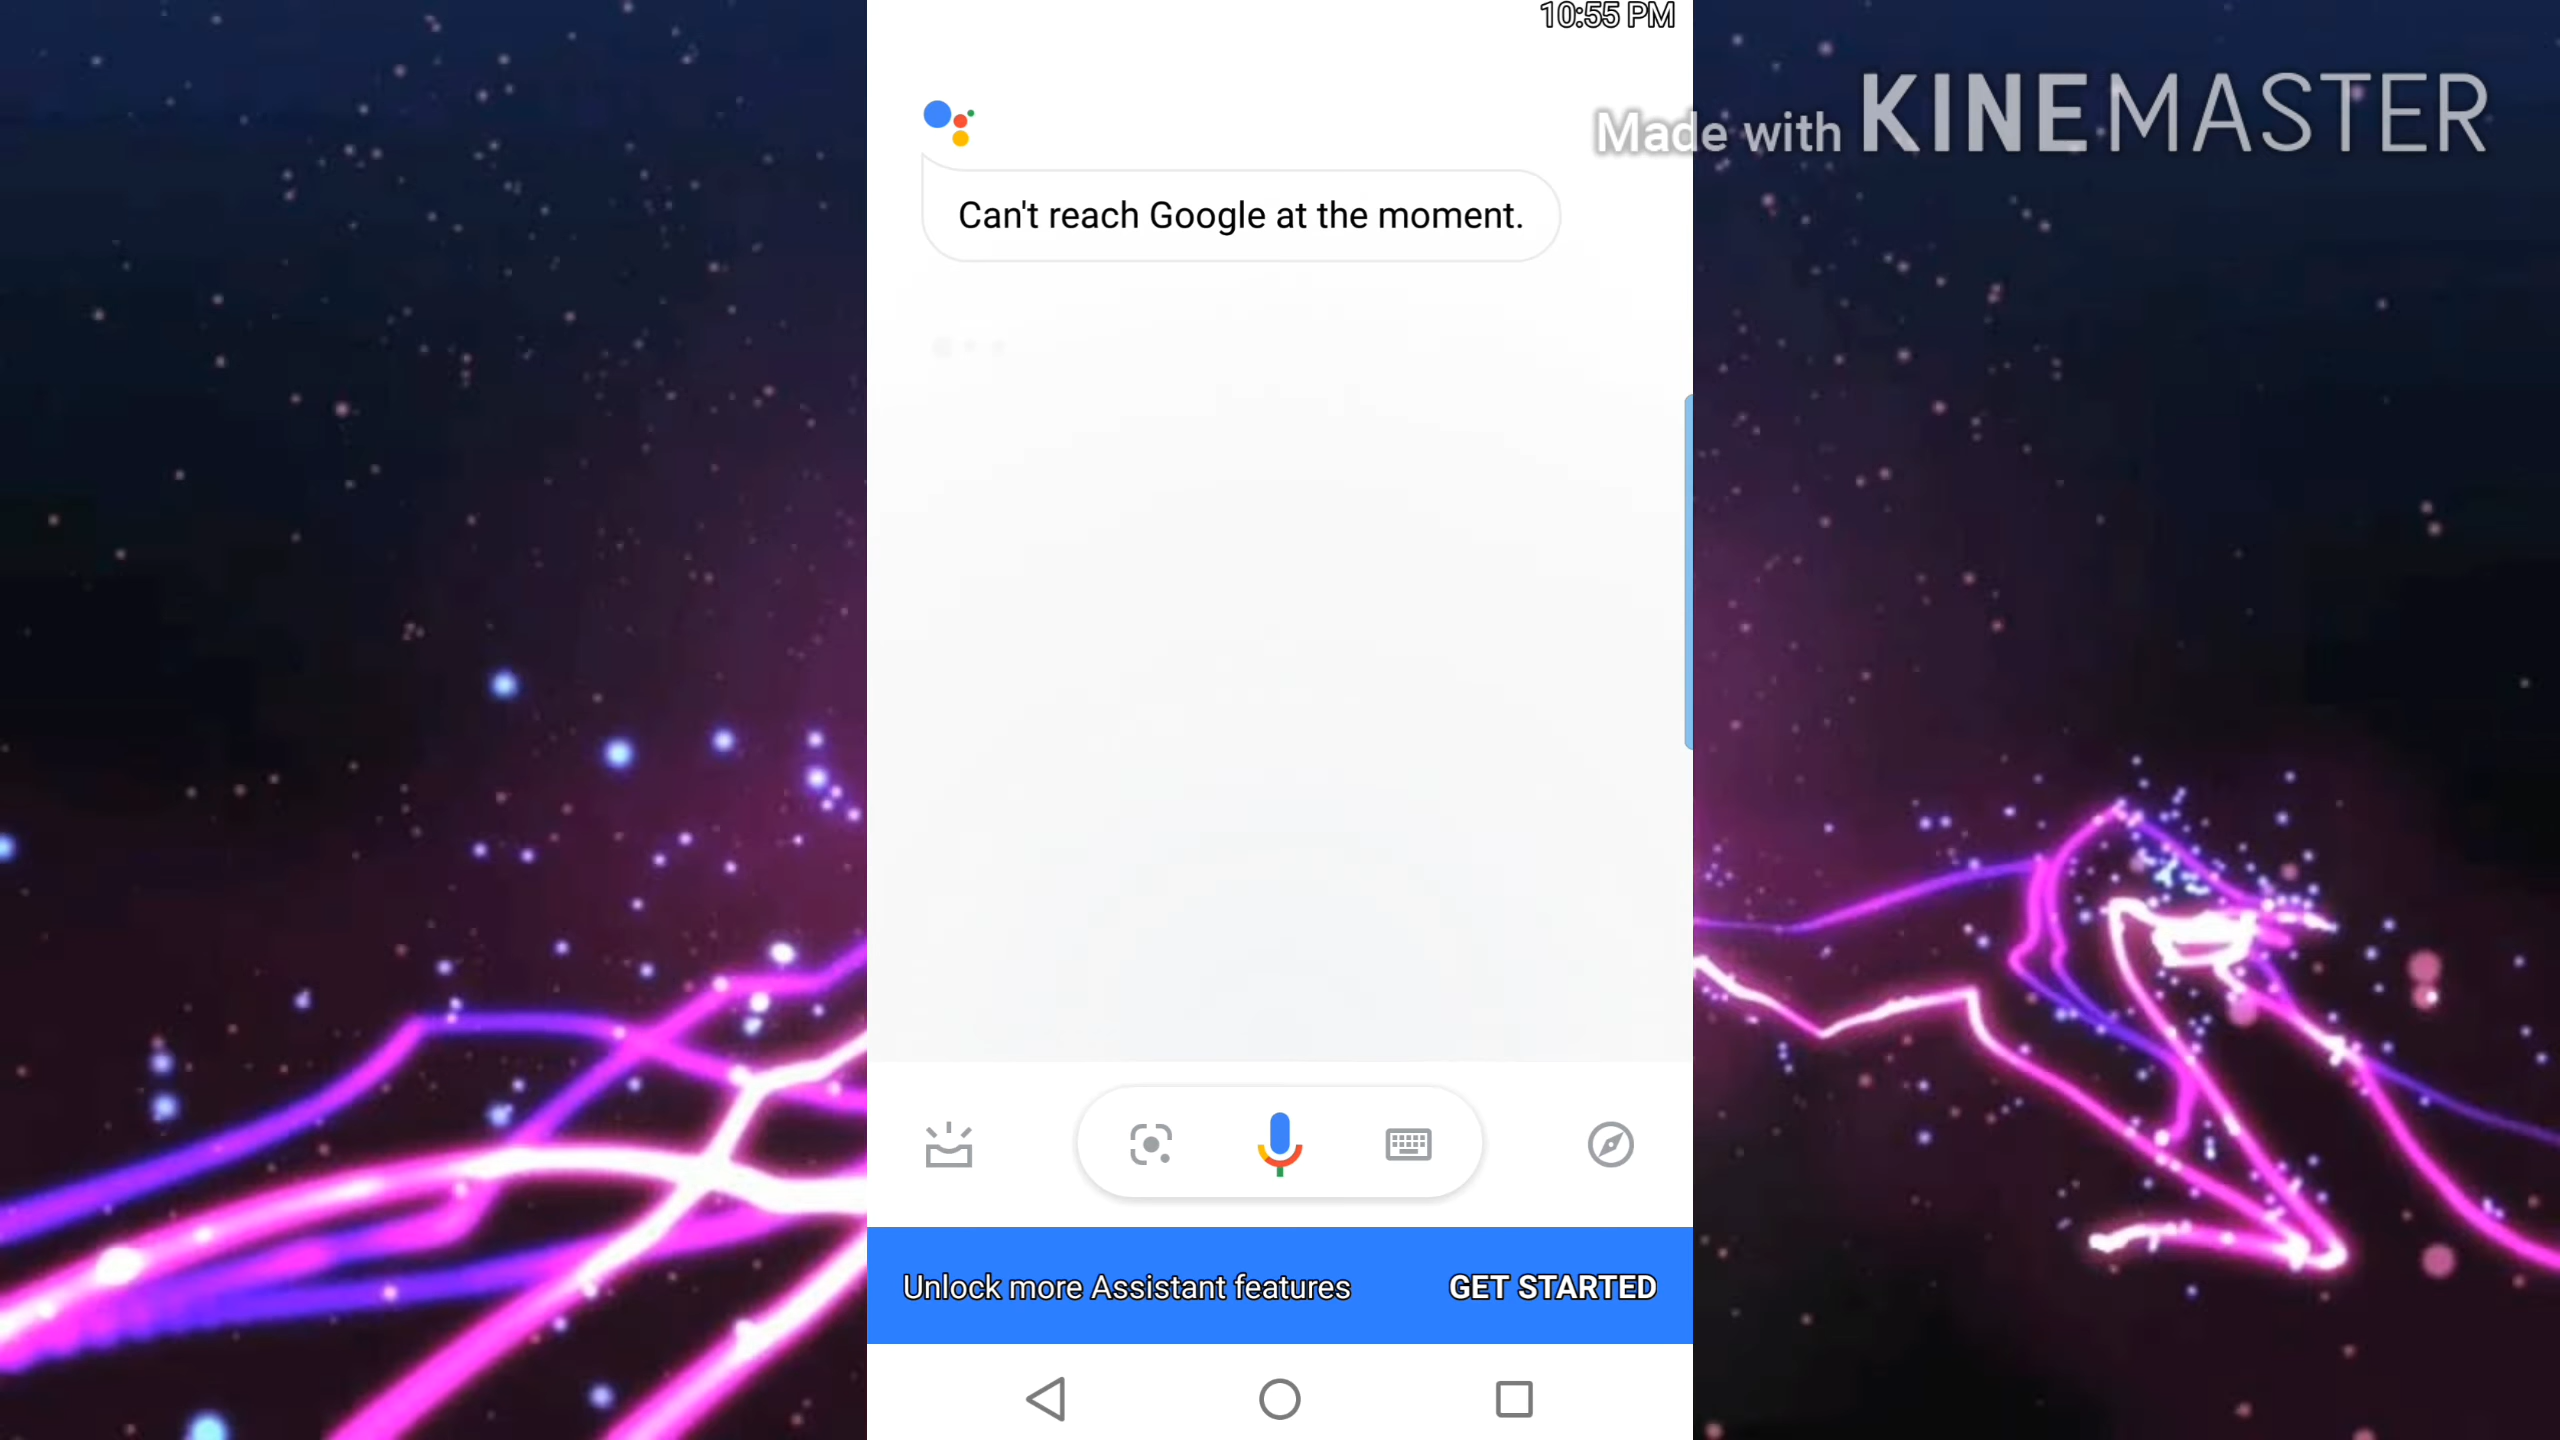 10:55 PM
Made with KINEMASTER
Can't reach Google at the moment.
Unlock more Assistant features GET STARTED